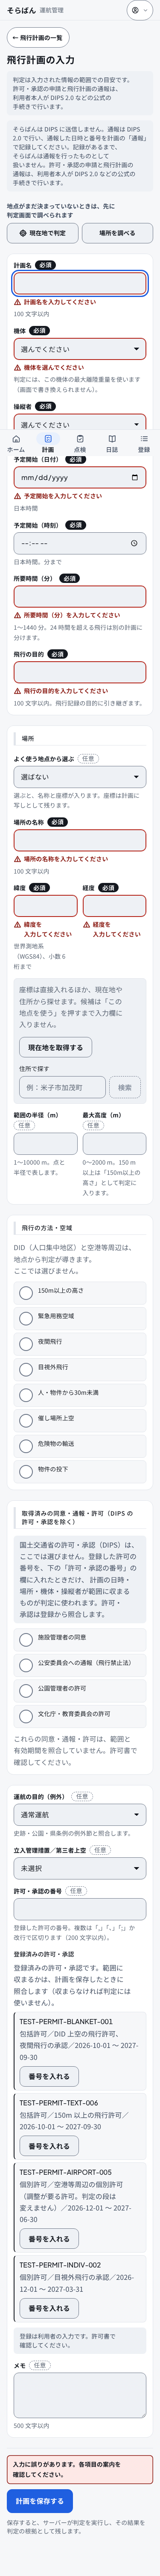 そらばん 運航管理
← 飛行計画の一覧
飛行計画の入力
判定は入力された情報の範囲での目安です。
許可・承認の申請と飛行計画の通報は、
利用者本人が DIPS 2.0 などの公式の
手続きで行います。
そらばんは DIPS に送信しません。通報は DIPS
2.0 で行い、通報した日時と番号を計画の「通報」
で記録してください。記録があるまで、
そらばんは通報を行ったものとして
扱いません。許可・承認の申請と飛行計画の
通報は、利用者本人が DIPS 2.0 などの公式の
手続きで行います。
地点がまだ決まっていないときは、先に
判定画面で調べられます
現在地で判定
場所を調べる
計画名 必須
計画名を入力してください
100 文字以内
機体 必須
選んでください
機体を選んでください
判定には、この機体の最大離陸重量を使います
（画面で書き換えられません）。
操縦者 必須
選んでください
ホーム 計画 点検 日誌 登録
予定開始（日付） 必須
mm/dd/yyyy
予定開始を入力してください
日本時間
予定開始（時刻） 必須
--:-- --
日本時間。分まで
所要時間（分） 必須
所要時間（分）を入力してください
1〜1440 分。24 時間を超える飛行は別の計画に
分けます。
飛行の目的 必須
飛行の目的を入力してください
100 文字以内。飛行記録の目的に引き継ぎます。
場所
よく使う地点から選ぶ 任意
選ばない
選ぶと、名称と座標が入ります。座標は計画に
写しとして残ります。
場所の名称 必須
場所の名称を入力してください
100 文字以内
緯度 必須
経度 必須
緯度を
入力してください
経度を
入力してください
世界測地系
（WGS84）、小数 6
桁まで
座標は直接入れるほか、現在地や
住所から探せます。候補は「この
地点を使う」を押すまで入力欄に
入りません。
現在地を取得する
住所で探す
例：米子市加茂町
検索
範囲の半径（m）
任意
最大高度（m）
任意
1〜10000 m。点と
半径で表します。
0〜2000 m。150 m
以上は「150m以上の
高さ」として判定に
入ります。
飛行の方法・空域
DID（人口集中地区）と空港等周辺は、
地点から判定が導きます。
ここでは選びません。
150m以上の高さ
緊急用務空域
夜間飛行
目視外飛行
人・物件から30m未満
催し場所上空
危険物の輸送
物件の投下
取得済みの同意・通報・許可（DIPS の
許可・承認を除く）
国土交通省の許可・承認（DIPS）は、
ここでは選びません。登録した許可の
番号を、下の「許可・承認の番号」の
欄に入れたときだけ、計画の日時・
場所・機体・操縦者が範囲に収まる
ものが判定に使われます。許可・
承認は登録から照合します。
施設管理者の同意
公安委員会への通報（飛行禁止法）
公園管理者の許可
文化庁・教育委員会の許可
これらの同意・通報・許可は、範囲と
有効期間を照合していません。許可書で
確認してください。
運航の目的（例外） 任意
通常運航
史跡・公園・県条例の例外節と照合します。
立入管理措置／第三者上空 任意
未選択
許可・承認の番号 任意
登録した許可の番号。複数は「,」「、」「;」か
改行で区切ります（200 文字以内）。
登録済みの許可・承認
登録済みの許可・承認です。範囲に
収まるかは、計画を保存したときに
照合します（収まらなければ判定には
使いません）。
TEST-PERMIT-BLANKET-001
包括許可／DID 上空の飛行許可、
夜間飛行の承認／2026-10-01 〜 2027-
09-30
番号を入れる
TEST-PERMIT-TEXT-006
包括許可／150m 以上の飛行許可／
2026-10-01 〜 2027-09-30
番号を入れる
TEST-PERMIT-AIRPORT-005
個別許可／空港等周辺の個別許可
（調整が要る許可。判定の段は
変えません）／2026-12-01 〜 2027-
06-30
番号を入れる
TEST-PERMIT-INDIV-002
個別許可／目視外飛行の承認／2026-
12-01 〜 2027-03-31
番号を入れる
登録は利用者の入力です。許可書で
確認してください。
メモ 任意
500 文字以内
入力に誤りがあります。各項目の案内を
確認してください。
計画を保存する
保存すると、サーバーが判定を実行し、その結果を
判定の根拠として残します。